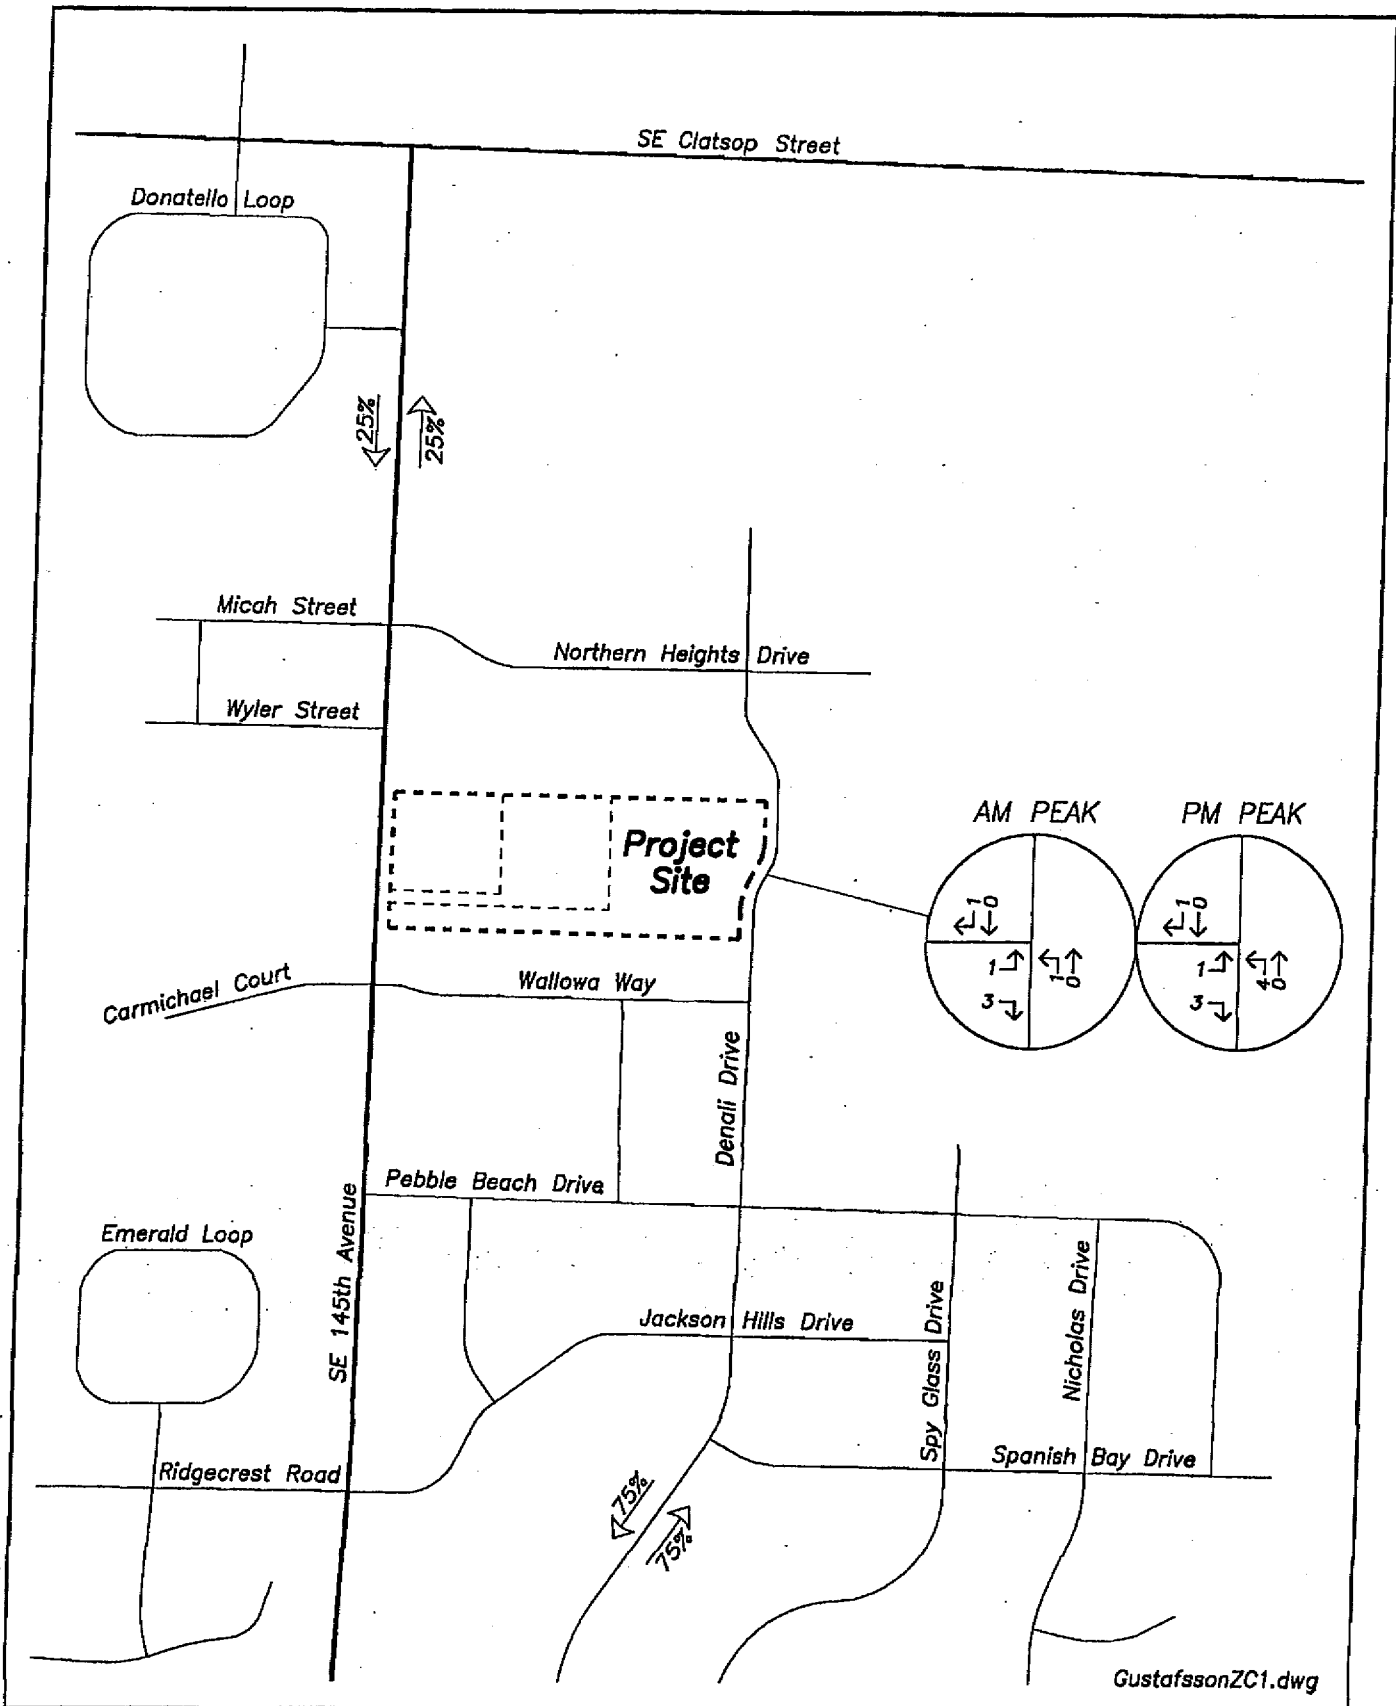 SE Clatsop Street
Donatello Loop
25%
25%
Micah Street
Northern Heights Drive
Wyler Street
Project
Site
AM PEAK
PM PEAK
1
0
1
0
1
3
1
0
1
3
4
0
Carmichael Court
Wallowa Way
Denali Drive
Pebble Beach Drive
SE 145th Avenue
Emerald Loop
Jackson Hills Drive
Spy Glass Drive
Nicholas Drive
Ridgecrest Road
Spanish Bay Drive
75%
75%
GustafssonZC1.dwg